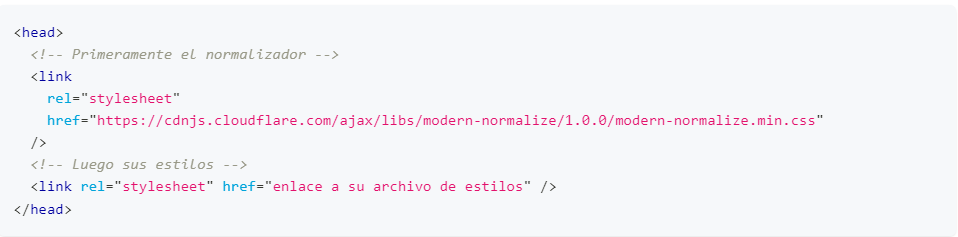 <head>
<!-- Primeramente el normalizador -->
<link
rel="stylesheet"
href="https://cdnjs.cloudflare.com/ajax/libs/modern-normalize/1.0.0/modern-normalize.min.css"
/>
<!-- Luego sus estilos -->
<link rel="stylesheet" href="enlace a su archivo de estilos" />
</head>